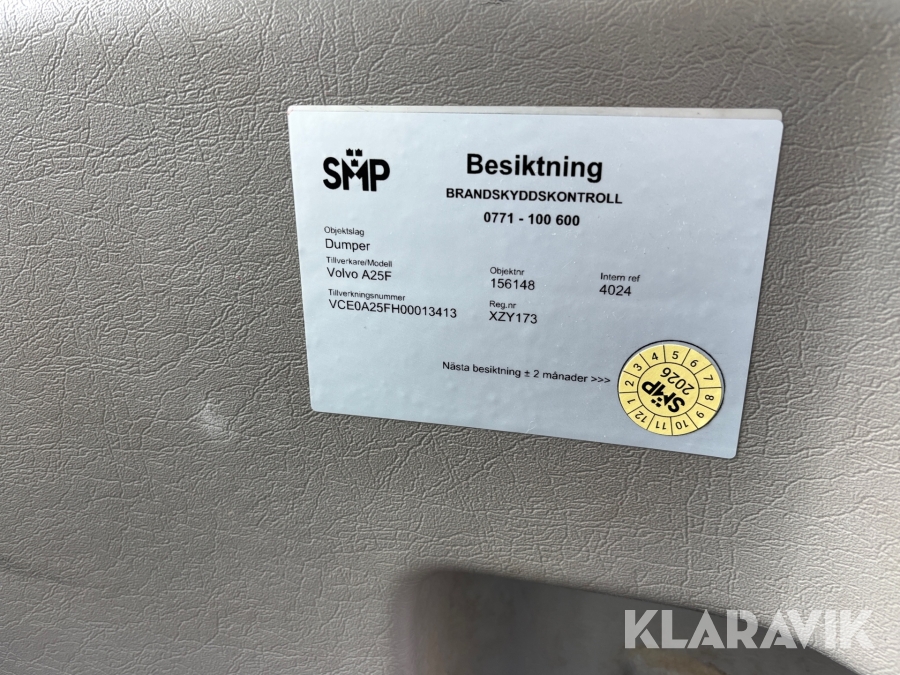 SMP
Besiktning
BRANDSKYDDSKONTROLL
0771 - 100 600
Objektslag
Dumper
Tillverkare/Modell
Volvo A25F
Objektnr
156148
Intern ref
4024
Tillverkningsnummer
VCE0A25FH00013413
Reg.nr
XZY173
Nästa besiktning ± 2 månader >>>
1 2 3 4 5 6 7 8 9 10 11 12
2026
SMP
KLARAVIK